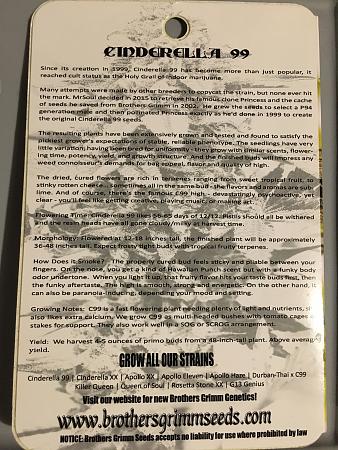 CINDERELLA 99
Since its creation in 1999, Cinderella 99 has become more than just popular, it
reached cult status as the Holy Grail of indoor marijuana.
Many attempts were made by other breeders to copycat the strain, but none ever hit
the mark. MrSoul decided in 2015 to retrieve his famous clone Princess and the cache
of seeds he saved from Brothers Grimm in 2002. He grew the seeds to select a P94
generation male and then pollinated Princess exactly as he'd done in 1999 to create
the original Cinderella 99 seeds.
The resulting plants have been extensively grown and tested and found to satisfy the
pickiest grower's expectations of stable, reliable phenotype. The seedlings have very
little variation, having been bred for uniformity - they grow with similar scents, flower-
ing time, potency, yield, and growth structure. And the finished buds will impress any
weed connoisseur's demands for bag appeal, flavor and quality of high.
The dried, cured flowers are rich in terpenes ranging from sweet tropical fruit to
stinky rotten cheese... sometimes all in the same bud - the flavors and aromas are sub-
lime. And of course, there's the famous C99 high... devastatingly psychoactive, yet
clear - you'll feel like getting creative, playing music, or making art.
Flowering Time: Cinderella 99 likes 56-65 days of 12/12. Pistils should all be withered
and the resin heads have all gone cloudy/milky at harvest time.
Morphology: Flowered at 12-18 inches tall, the finished plants will be approximately
36-48 inches tall. Expect frosty tight buds with tropical fruity terpenes.
How Does It Smoke? The properly cured bud feels sticky and pliable between your
fingers. On the nose, you get a kind of Hawaiian Punch scent but with a funky body
odor undertone. When you light it up, that fruity flavor hits your taste buds first, then
the funky aftertaste. The high is smooth, strong and energetic. On the other hand, it
can also be paranoia-inducing, depending your mood and setting.
Growing Notes: C99 is a fast flowering plant needing plenty of light and nutrients, she
also likes extra calcium. We grow C99 as multi-headed bushes with tomato cages or
stakes for support. They also work well in a SOG or SCROG arrangement.
Yield: We harvest 4-5 ounces of primo buds from a 48-inch-tall plant. Above average
yield.
GROW ALL OUR STRAINS
Cinderella 99 | Cinderella XX | Apollo XX | Apollo Eleven | Apollo Haze | Durban-Thai x C99
Killer Queen | Queen of Soul | Rosetta Stone XX | G13 Genius
Visit our website for new Brothers Grimm Genetics!
www.brothersgrimmseeds.com
NOTICE: Brothers Grimm Seeds accepts no liability for use where prohibited by law